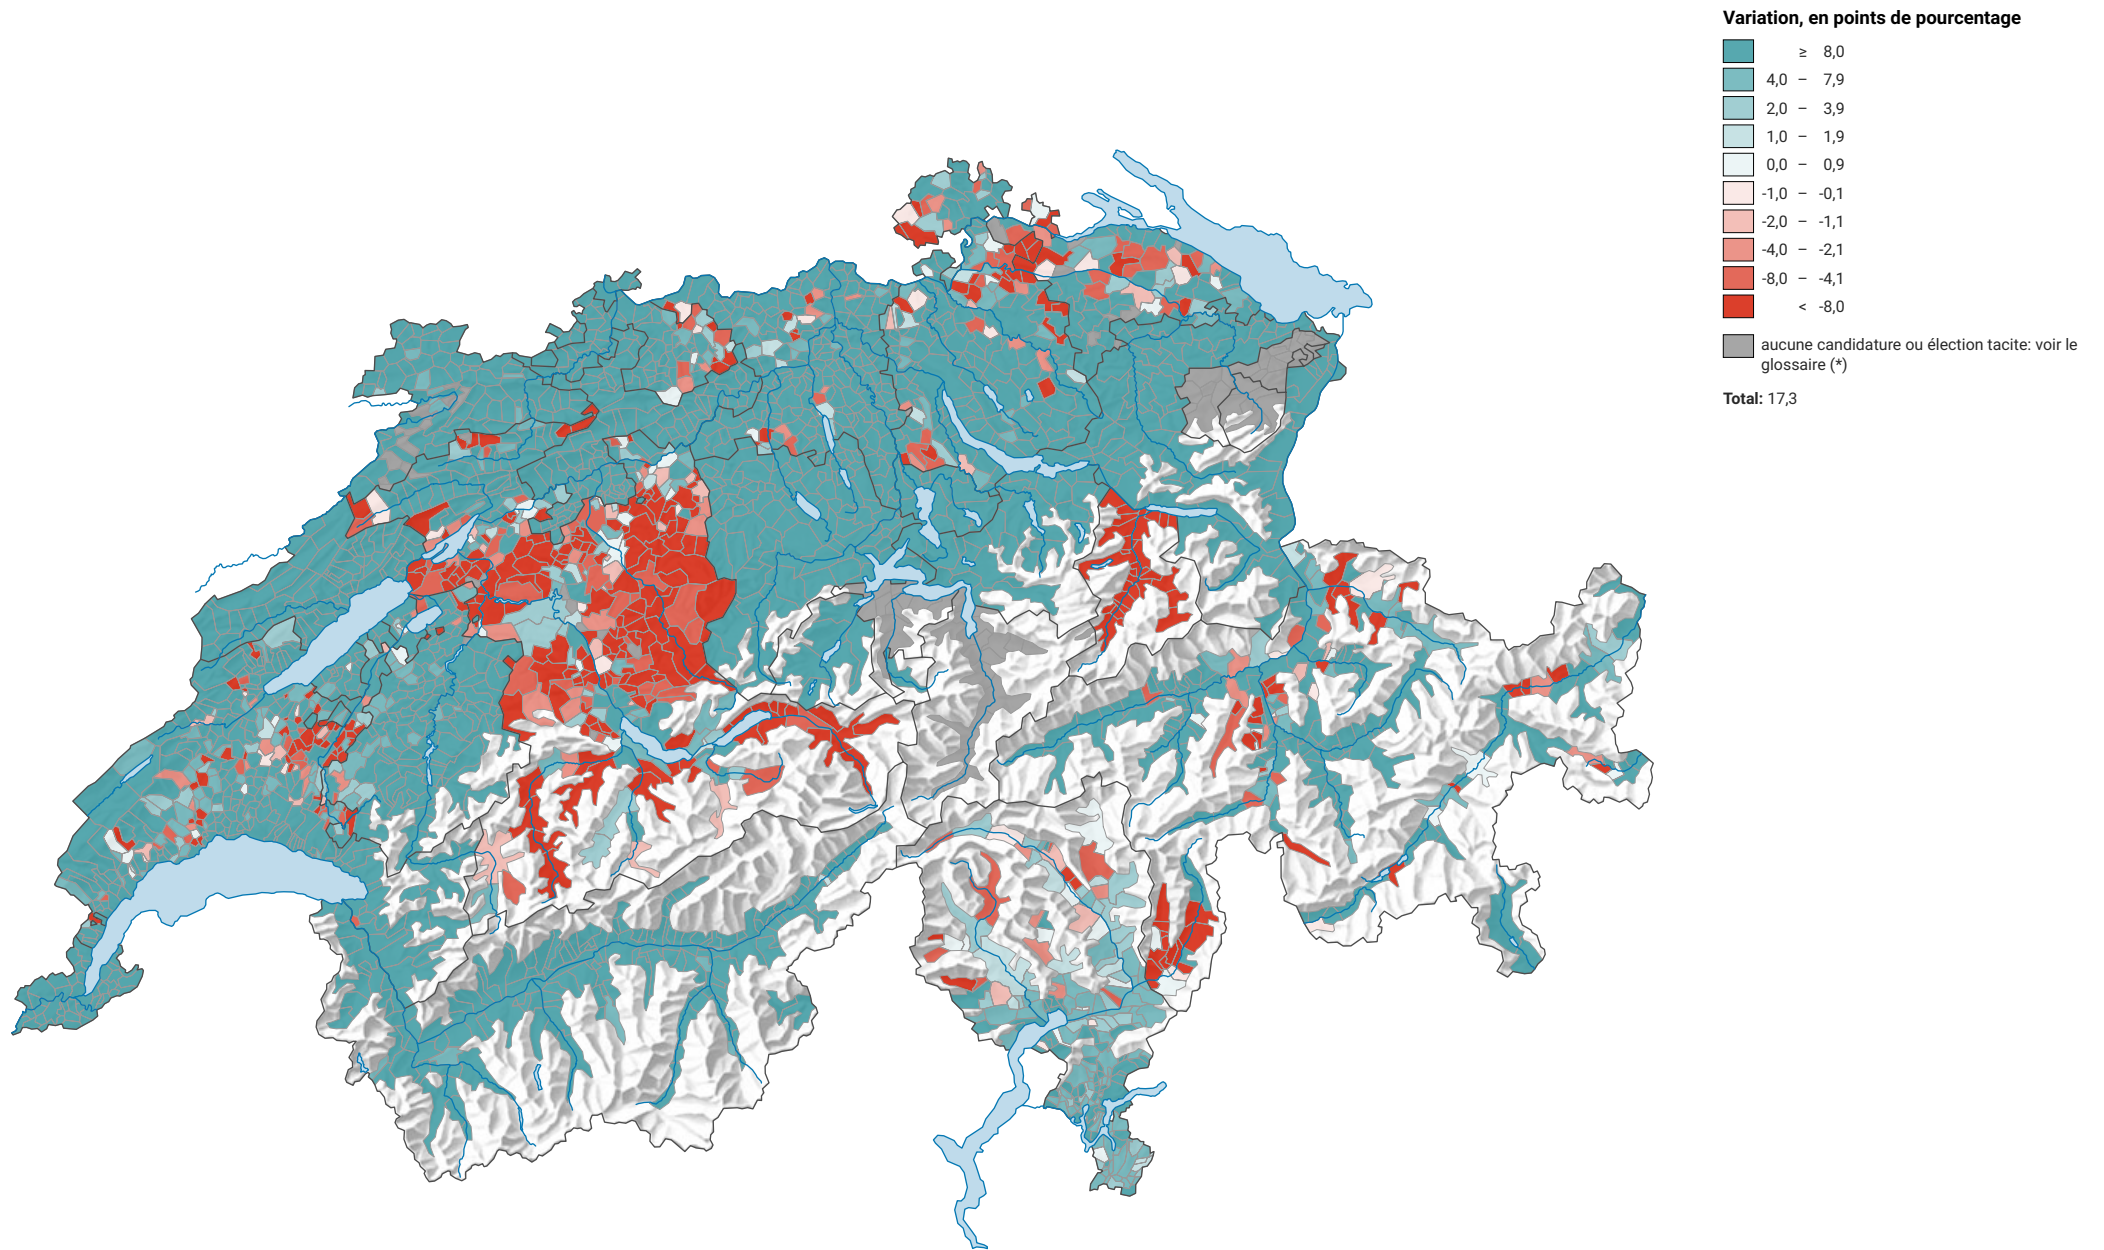 Variation, en points de pourcentage
≥ 8,0
4,0 – 7,9
2,0 – 3,9
1,0 – 1,9
0,0 – 0,9
-1,0 – -0,1
-2,0 – -1,1
-4,0 – -2,1
-8,0 – -4,1
< -8,0
aucune candidature ou élection tacite: voir le
glossaire (*)
Total: 17,3